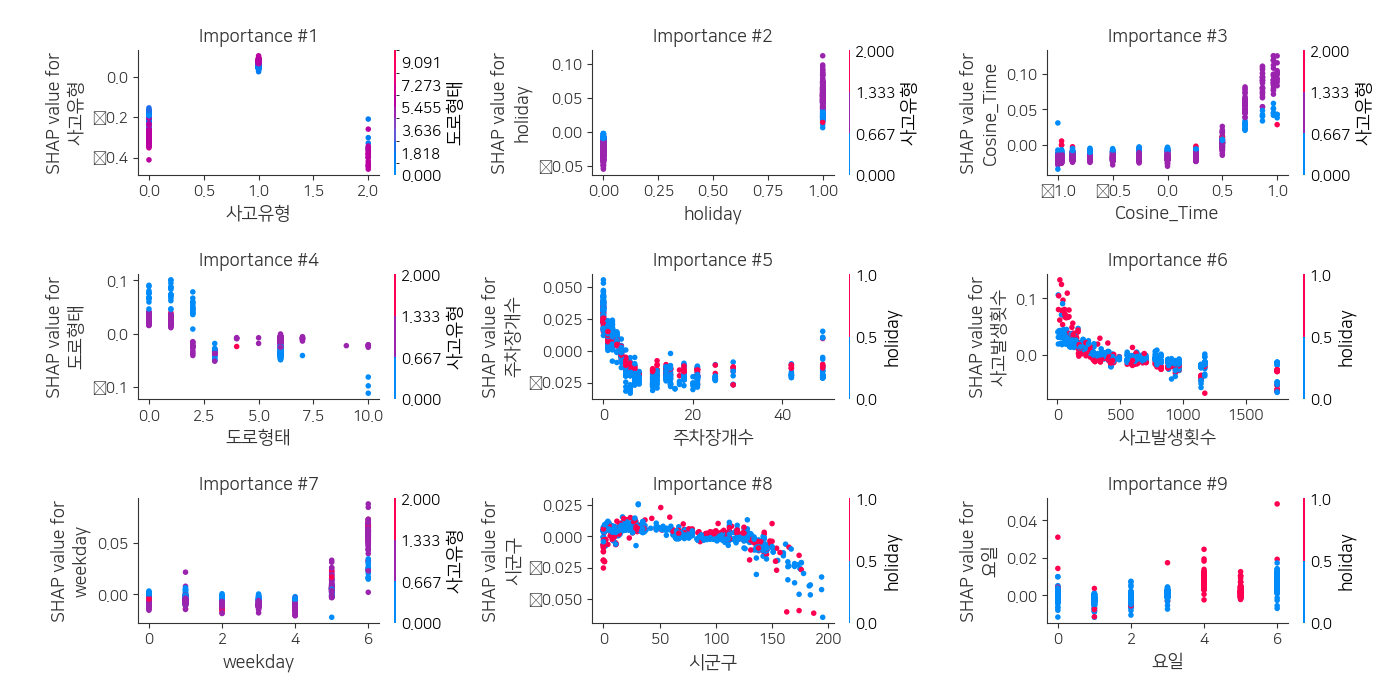 Importance #1
SHAP value for
사고유형
0.0
0.2
0.4
0.0
0.5
1.0
1.5
2.0
사고유형
9.091
7.273
5.455
3.636
1.818
0.000
도로형태
Importance #2
SHAP value for
holiday
0.10
0.05
0.00
0.05
0.00
0.25
0.50
0.75
1.00
holiday
2.000
1.333
0.667
0.000
사고유형
Importance #3
SHAP value for
Cosine_Time
0.10
0.05
0.00
1.0
0.5
0.0
0.5
1.0
Cosine_Time
2.000
1.333
0.667
0.000
사고유형
Importance #4
SHAP value for
도로형태
0.1
0.0
0.1
0.0
2.5
5.0
7.5
10.0
도로형태
2.000
1.333
0.667
0.000
사고유형
Importance #5
SHAP value for
주차장개수
0.050
0.025
0.000
0.025
0
20
40
주차장개수
1.0
0.5
0.0
holiday
Importance #6
SHAP value for
사고발생횟수
0.1
0.0
0
500
1000
1500
사고발생횟수
1.0
0.5
0.0
holiday
Importance #7
SHAP value for
weekday
0.05
0.00
0
2
4
6
weekday
2.000
1.333
0.667
0.000
사고유형
Importance #8
SHAP value for
시군구
0.025
0.000
0.025
0.050
0
50
100
150
200
시군구
1.0
0.5
0.0
holiday
Importance #9
SHAP value for
요일
0.04
0.02
0.00
0
2
4
6
요일
1.0
0.5
0.0
holiday